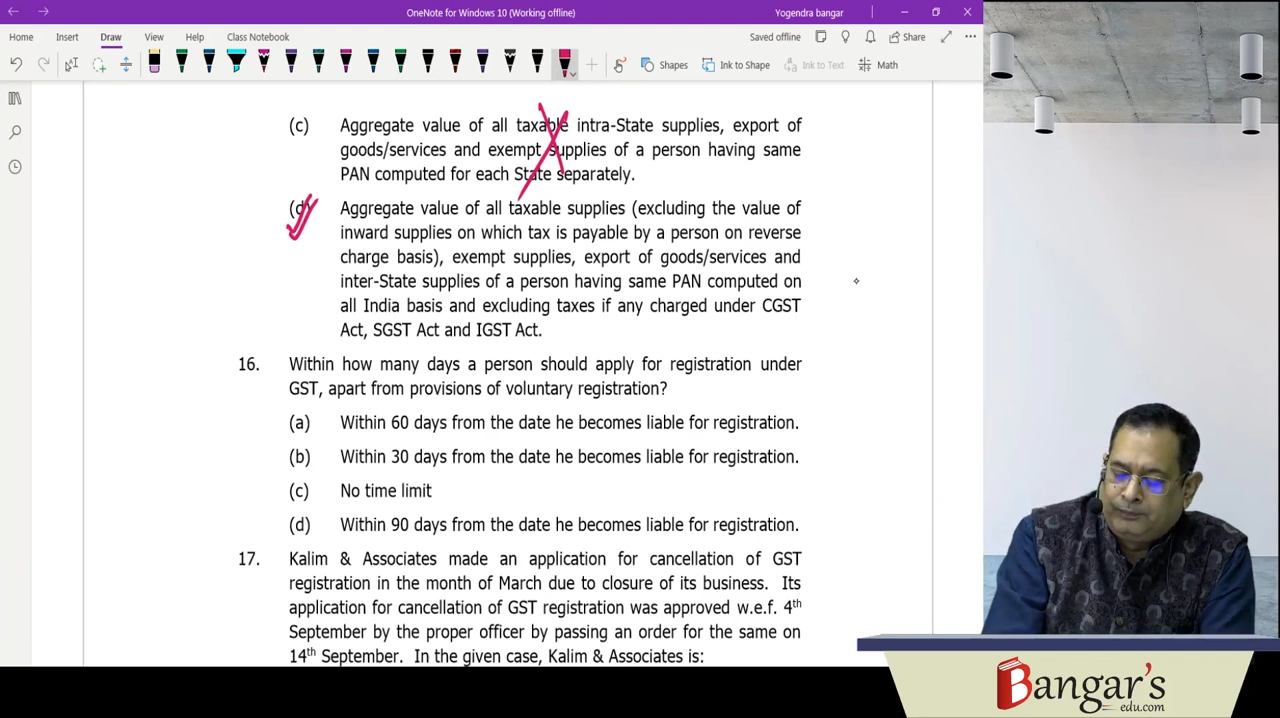 OneNote for Windows 10 (Working offline)
Yogendra bangar
Home
Insert
Draw
View
Help
Class Notebook
Saved offline
Share
Shapes
Ink to Shape
Ink to Text
Math
(c) Aggregate value of all taxable intra-State supplies, export of
goods/services and exempt supplies of a person having same
PAN computed for each State separately.
(d) Aggregate value of all taxable supplies (excluding the value of
inward supplies on which tax is payable by a person on reverse
charge basis), exempt supplies, export of goods/services and
inter-State supplies of a person having same PAN computed on
all India basis and excluding taxes if any charged under CGST
Act, SGST Act and IGST Act.
16. Within how many days a person should apply for registration under
GST, apart from provisions of voluntary registration?
(a) Within 60 days from the date he becomes liable for registration.
(b) Within 30 days from the date he becomes liable for registration.
(c) No time limit
(d) Within 90 days from the date he becomes liable for registration.
17. Kalim & Associates made an application for cancellation of GST
registration in the month of March due to closure of its business. Its
application for cancellation of GST registration was approved w.e.f. 4th
September by the proper officer by passing an order for the same on
14th September. In the given case, Kalim & Associates is:
Bangar's
edu.com